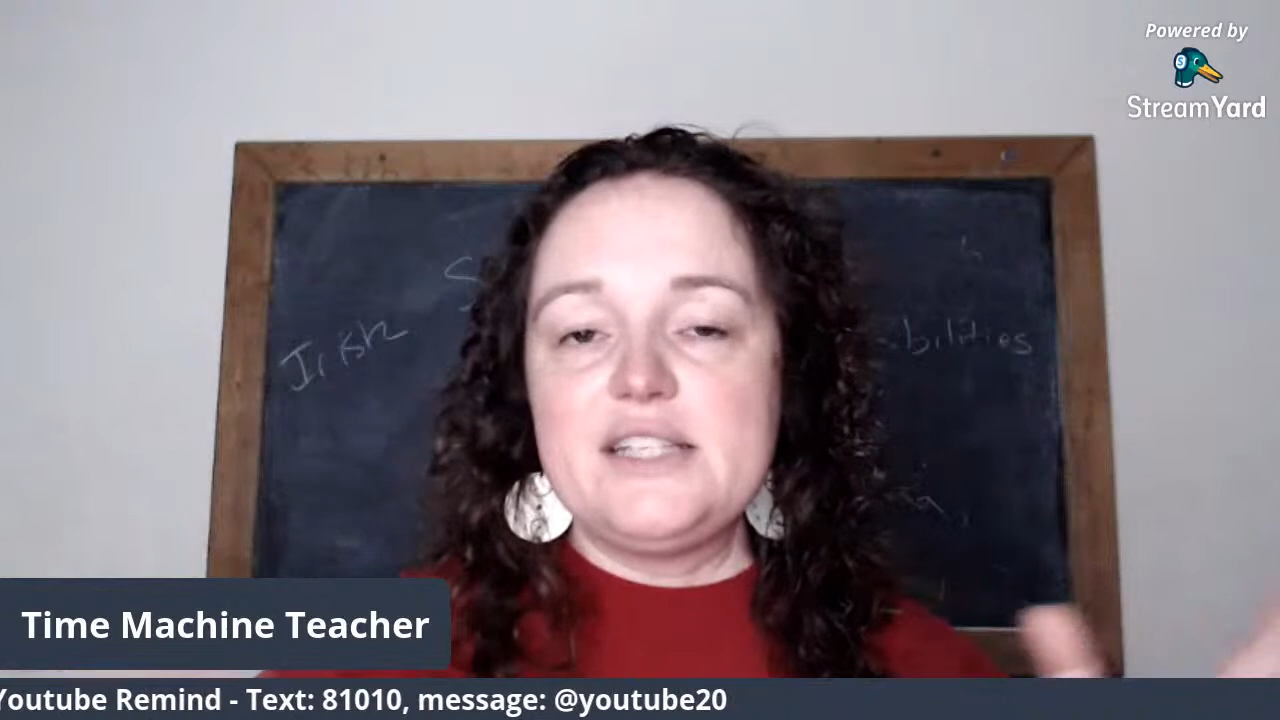 Powered by
StreamYard
Irish
bilities
Time Machine Teacher
Youtube Remind - Text: 81010, message: @youtube20